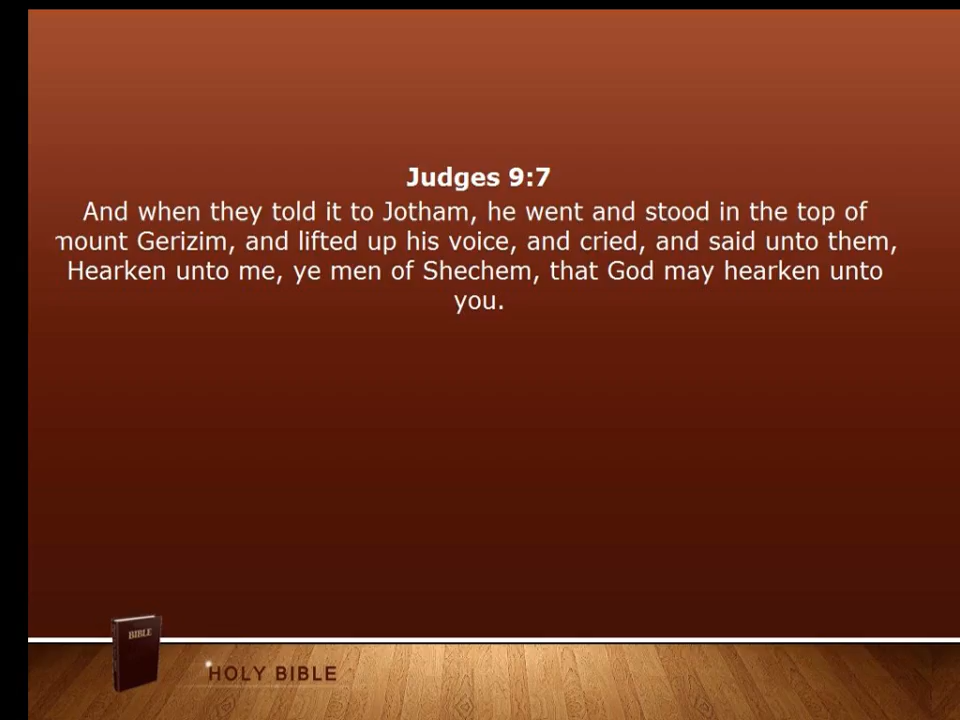 Judges 9:7
And when they told it to Jotham, he went and stood in the top of
mount Gerizim, and lifted up his voice, and cried, and said unto them,
Hearken unto me, ye men of Shechem, that God may hearken unto
you.
BIBLE
HOLY BIBLE